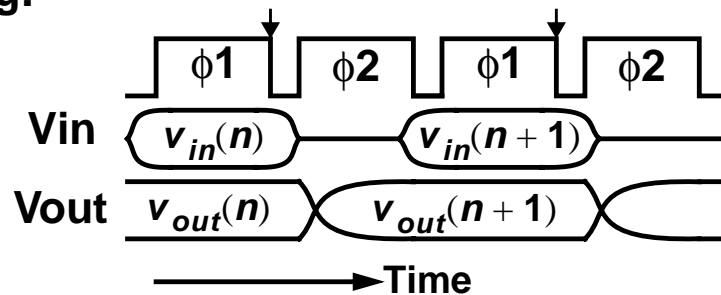 g:
ϕ1 ϕ2 ϕ1 ϕ2
Vin v_in(n) v_in(n + 1)
Vout v_out(n) v_out(n + 1)
Time